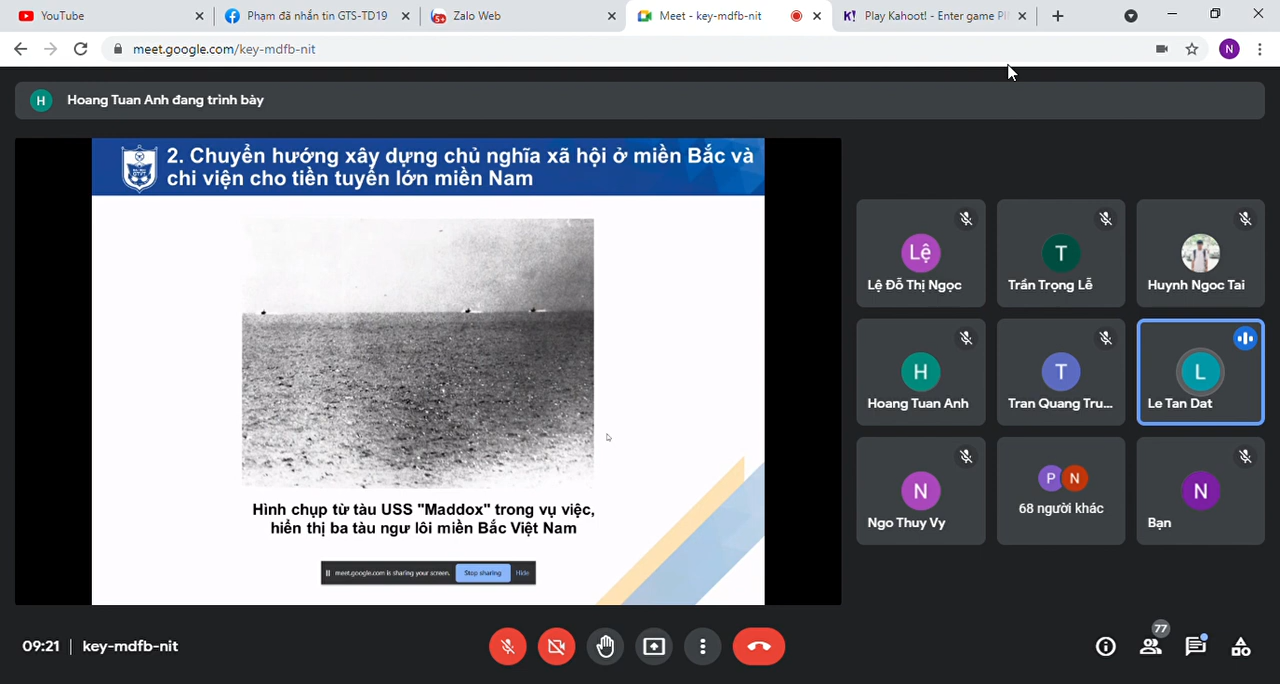 YouTube
Phạm đã nhắn tin GTS-TD19
Zalo Web
Meet - key-mdfb-nit
K! Play Kahoot! - Enter game PI
meet.google.com/key-mdfb-nit
N
H Hoang Tuan Anh đang trình bày
2. Chuyển hướng xây dựng chủ nghĩa xã hội ở miền Bắc và
chi viện cho tiền tuyến lớn miền Nam
Hình chụp từ tàu USS "Maddox" trong vụ việc,
hiển thị ba tàu ngư lôi miền Bắc Việt Nam
meet.google.com is sharing your screen. Stop sharing Hide
Lệ
Lệ Đỗ Thị Ngọc
T
Trần Trọng Lễ
Huynh Ngoc Tai
H
Hoang Tuan Anh
T
Tran Quang Tru...
L
Le Tan Dat
N
Ngo Thuy Vy
P N
68 người khác
N
Bạn
09:21 | key-mdfb-nit
77